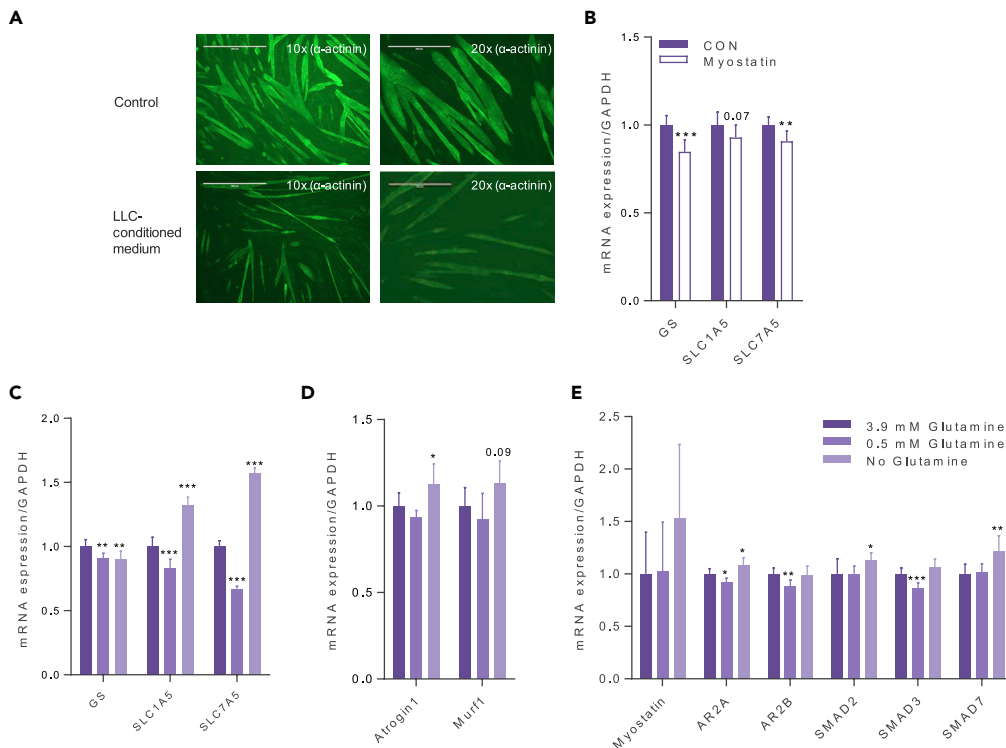 A
10x (α-actinin)
20x (α-actinin)
Control
10x (α-actinin)
20x (α-actinin)
LLC-
conditioned
medium
B
1.5
1.0
0.5
0.0
mRNA expression/GAPDH
CON
Myostatin
***
0.07
**
GS
SLC1A5
SLC7A5
C
2.0
1.5
1.0
0.5
0.0
mRNA expression/GAPDH
**
**
***
***
***
***
GS
SLC1A5
SLC7A5
D
1.5
1.0
0.5
0.0
mRNA expression/GAPDH
*
0.09
Atrogin1
Murf1
E
2.5
2.0
1.5
1.0
0.5
0.0
mRNA expression/GAPDH
3.9 mM Glutamine
0.5 mM Glutamine
No Glutamine
*
*
**
*
***
**
Myostatin
AR2A
AR2B
SMAD2
SMAD3
SMAD7